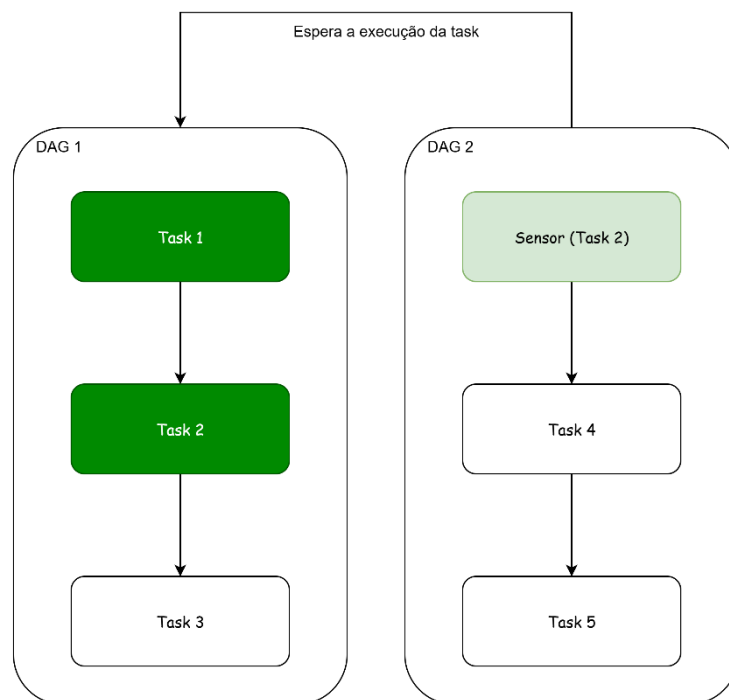 Espera a execução da task
DAG 1
Task 1
Task 2
Task 3
DAG 2
Sensor (Task 2)
Task 4
Task 5